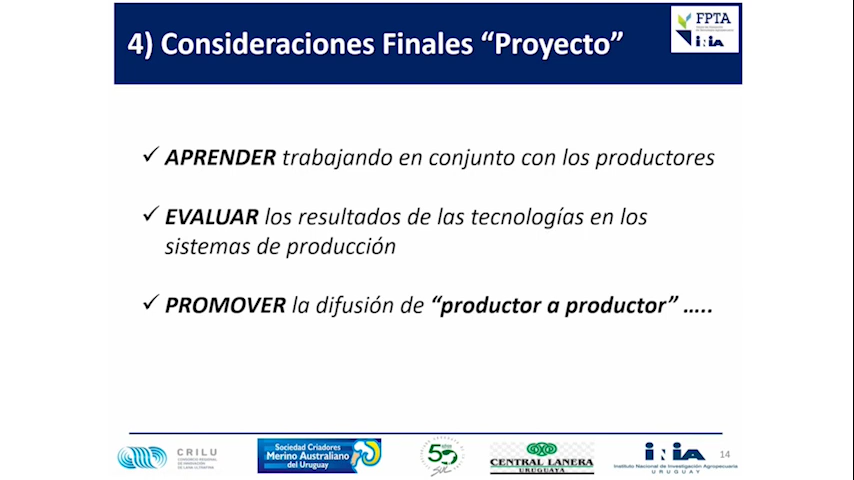 4) Consideraciones Finales “Proyecto”
FPTA
INIA
✓ APRENDER trabajando en conjunto con los productores
✓ EVALUAR los resultados de las tecnologías en los
sistemas de producción
✓ PROMOVER la difusión de “productor a productor” …..
CRILU
Sociedad Criadores
Merino Australiano
del Uruguay
50
SUL
CENTRAL LANERA
URUGUAYA
INIA
Instituto Nacional de Investigación Agropecuaria
URUGUAY
14